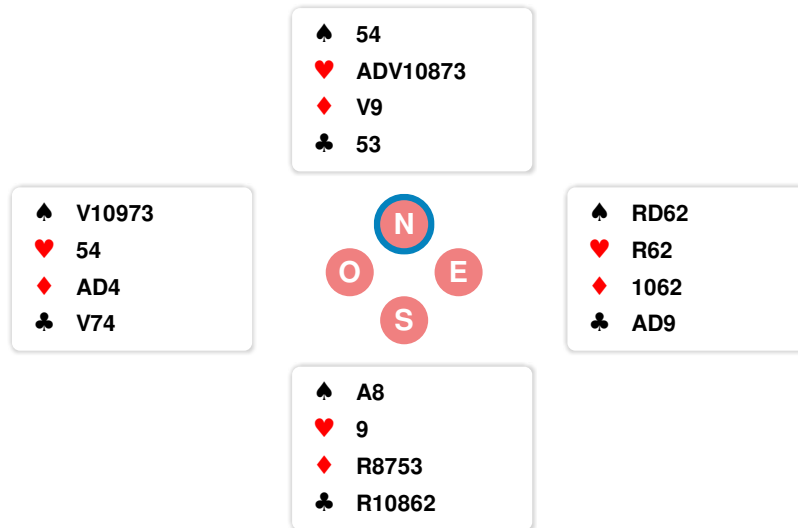 ♠ 54
♥ ADV10873
♦ V9
♣ 53
♠ V10973
♥ 54
♦ AD4
♣ V74
N
O
E
S
♠ RD62
♥ R62
♦ 1062
♣ AD9
♠ A8
♥ 9
♦ R8753
♣ R10862